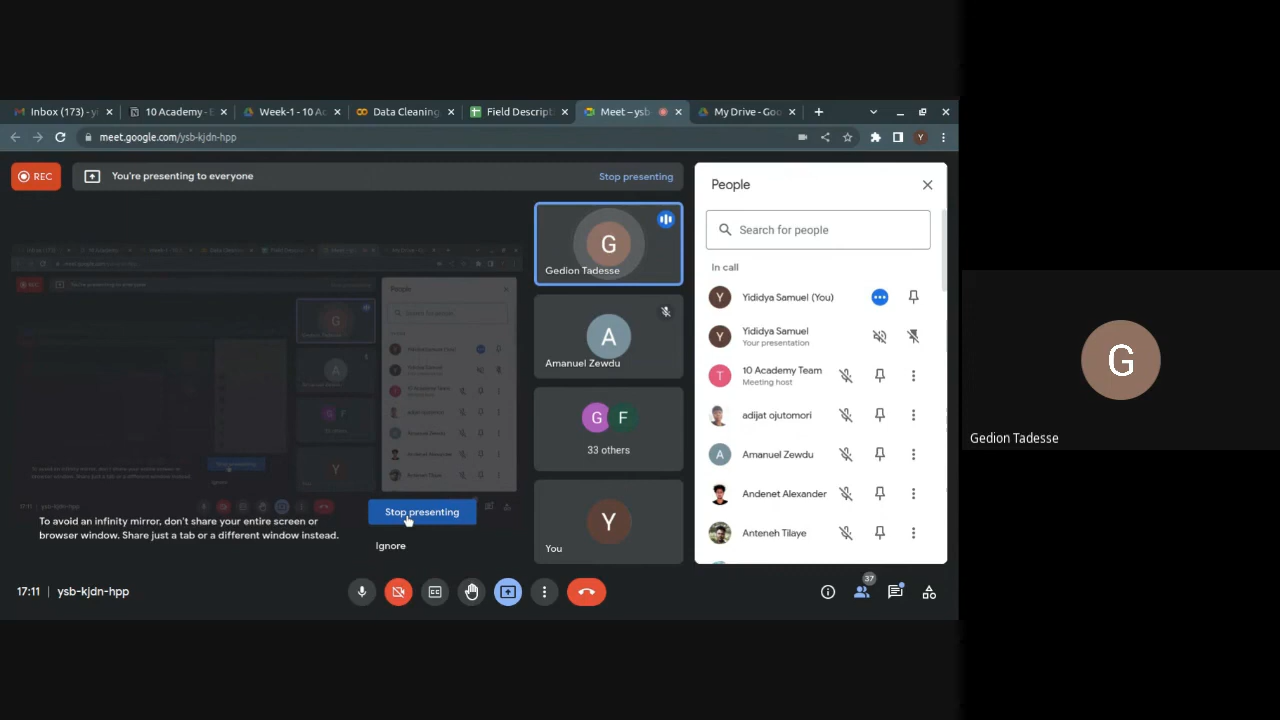 Inbox (173) - yi
10 Academy - E
Week-1 - 10 Ac
Data Cleaning.
Field Descript
Meet – ysb
My Drive - Goo
meet.google.com/ysb-kjdn-hpp
Y
REC
You're presenting to everyone
Stop presenting
People
Search for people
In call
Yididya Samuel (You)
Yididya Samuel
Your presentation
10 Academy Team
Meeting host
adijat ojutomori
Amanuel Zewdu
Andenet Alexander
Anteneh Tilaye
Y
Y
T
A
G
Gedion Tadesse
A
Amanuel Zewdu
G F
33 others
Y
You
To avoid an infinity mirror, don't share your entire screen or
browser window. Share just a tab or a different window instead.
Stop presenting
Ignore
17:11 | ysb-kjdn-hpp
37
G
Gedion Tadesse